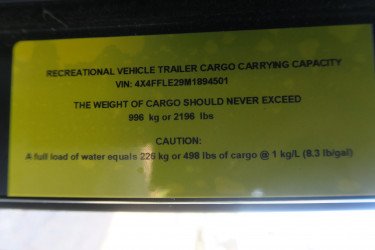 RECREATIONAL VEHICLE TRAILER CARGO CARRYING CAPACITY
VIN: 4X4FFLE29M1894501
THE WEIGHT OF CARGO SHOULD NEVER EXCEED
996 kg or 2196 lbs
CAUTION:
A full load of water equals 226 kg or 498 lbs of cargo @ 1 kg/L (8.3 lb/gal)